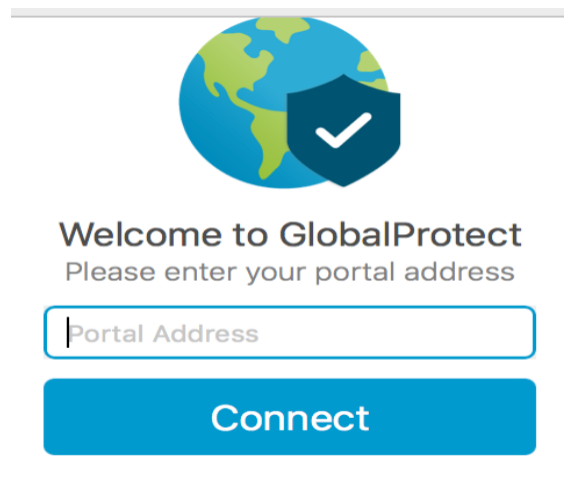 Welcome to GlobalProtect
Please enter your portal address
Portal Address
Connect